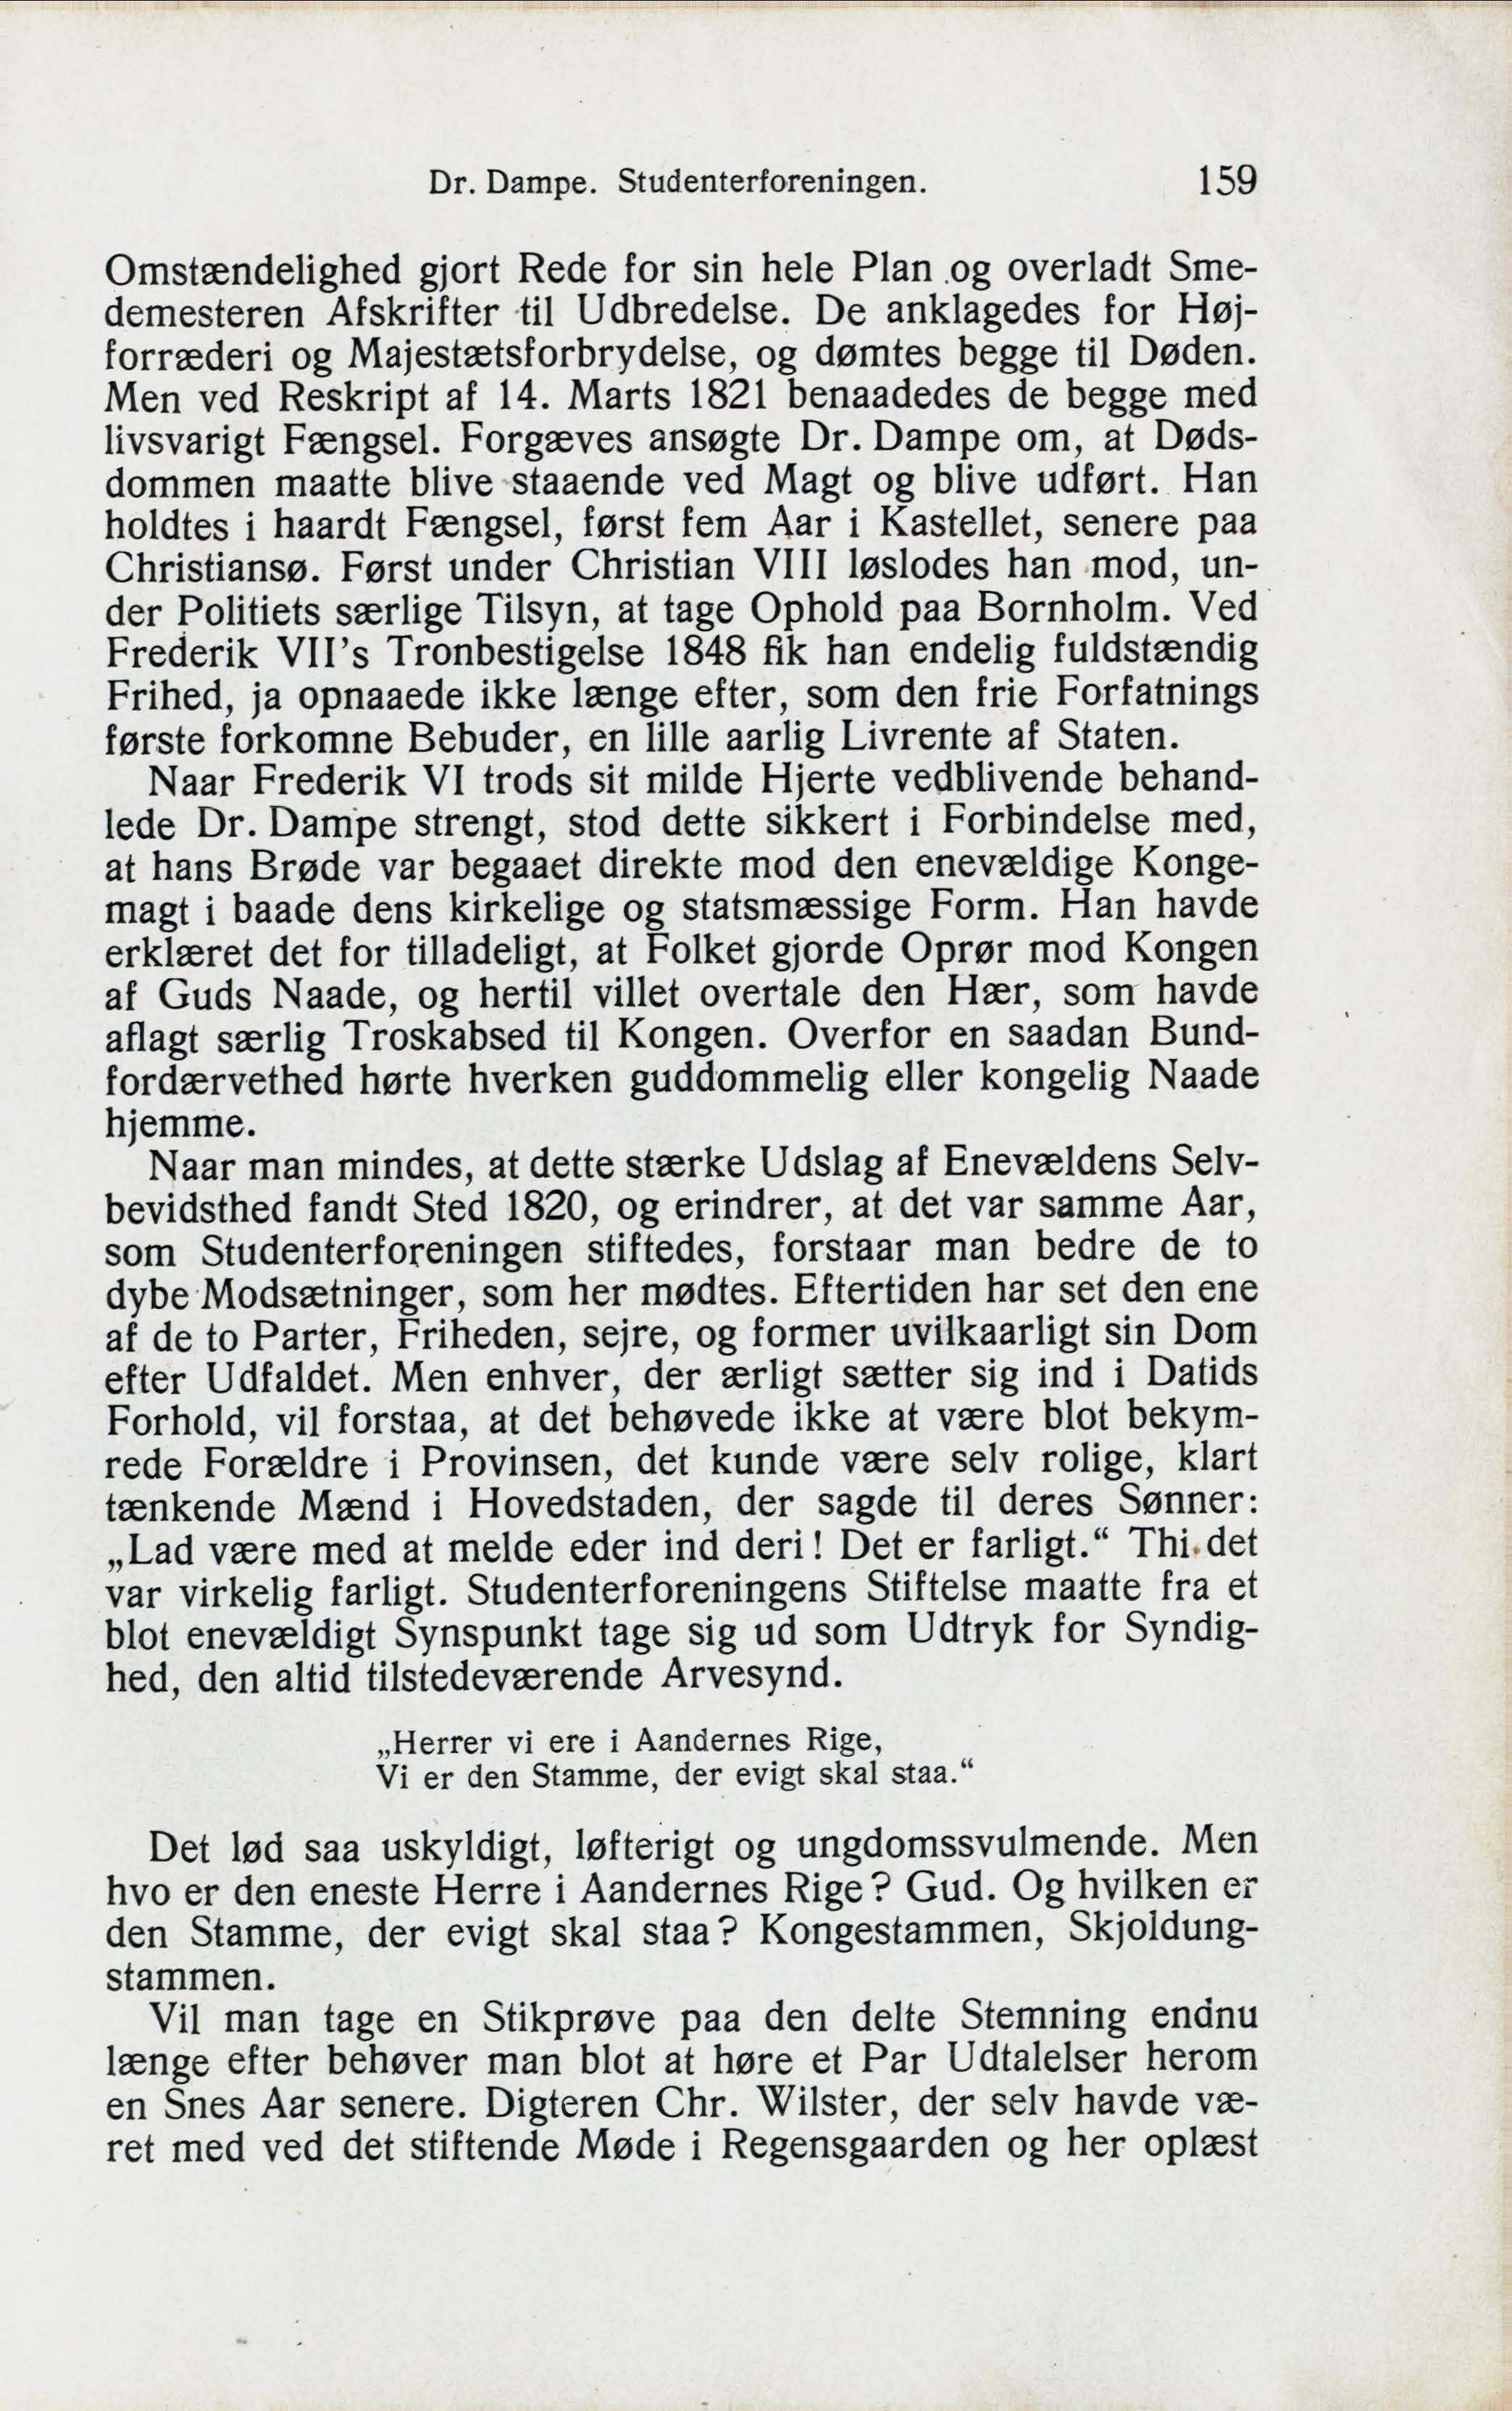 Dr. Dampe. Studenterforeningen. 159
Omstændelighed gjort Rede for sin hele Plan og overladt Sme-
demesteren Afskrifter til Udbredelse. De anklagedes for Høj-
forræderi og Majestætsforbrydelse, og dømtes begge til Døden.
Men ved Reskript af 14. Marts 1821 benaadedes de begge med
livsvarigt Fængsel. Forgæves ansøgte Dr. Dampe om, at Døds-
dommen maatte blive staaende ved Magt og blive udført. Han
holdtes i haardt Fængsel, først fem Aar i Kastellet, senere paa
Christiansø. Først under Christian VIII løslodes han mod, un-
der Politiets særlige Tilsyn, at tage Ophold paa Bornholm. Ved
Frederik VII's Tronbestigelse 1848 fik han endelig fuldstændig
Frihed, ja opnaaede ikke længe efter, som den frie Forfatnings
første forkomne Bebuder, en lille aarlig Livrente af Staten.
Naar Frederik VI trods sit milde Hjerte vedblivende behand-
lede Dr. Dampe strengt, stod dette sikkert i Forbindelse med,
at hans Brøde var begaaet direkte mod den enevældige Konge-
magt i baade dens kirkelige og statsmæssige Form. Han havde
erklæret det for tilladeligt, at Folket gjorde Oprør mod Kongen
af Guds Naade, og hertil villet overtale den Hær, som havde
aflagt særlig Troskabsed til Kongen. Overfor en saadan Bund-
fordærvethed hørte hverken guddommelig eller kongelig Naade
hjemme.
Naar man mindes, at dette stærke Udslag af Enevældens Selv-
bevidsthed fandt Sted 1820, og erindrer, at det var samme Aar,
som Studenterforeningen stiftedes, forstaar man bedre de to
dybe Modsætninger, som her mødtes. Eftertiden har set den ene
af de to Parter, Friheden, sejre, og former uvilkaarligt sin Dom
efter Udfaldet. Men enhver, der ærligt sætter sig ind i Datids
Forhold, vil forstaa, at det behøvede ikke at være blot bekym-
rede Forældre i Provinsen, det kunde være selv rolige, klart
tænkende Mænd i Hovedstaden, der sagde til deres Sønner:
„Lad være med at melde eder ind deri! Det er farligt.“ Thi det
var virkelig farligt. Studenterforeningens Stiftelse maatte fra et
blot enevældigt Synspunkt tage sig ud som Udtryk for Syndig-
hed, den altid tilstedeværende Arvesynd.
„Herrer vi ere i Aandernes Rige,
Vi er den Stamme, der evigt skal staa.“
Det lød saa uskyldigt, løfterigt og ungdomssvulmende. Men
hvo er den eneste Herre i Aandernes Rige? Gud. Og hvilken er
den Stamme, der evigt skal staa? Kongestammen, Skjoldung-
stammen.
Vil man tage en Stikprøve paa den delte Stemning endnu
længe efter behøver man blot at høre et Par Udtalelser herom
en Snes Aar senere. Digteren Chr. Wilster, der selv havde væ-
ret med ved det stiftende Møde i Regensgaarden og her oplæst